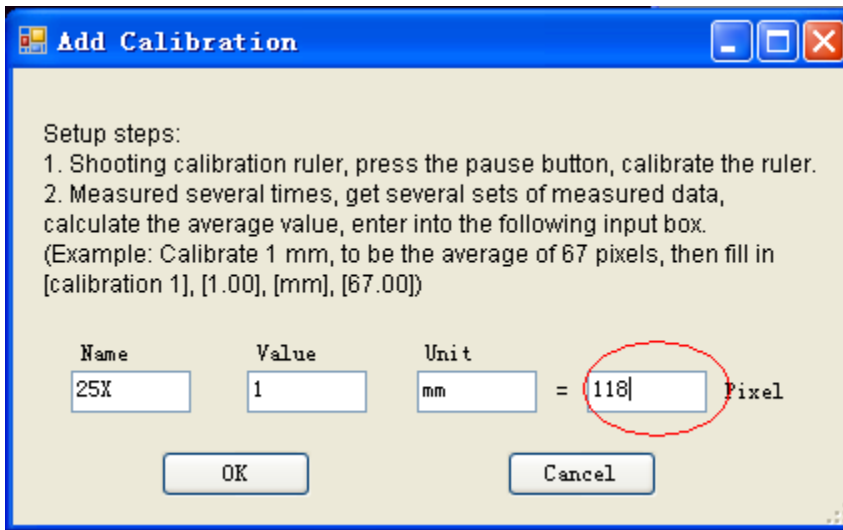 Add Calibration
Setup steps:
1. Shooting calibration ruler, press the pause button, calibrate the ruler.
2. Measured several times, get several sets of measured data,
calculate the average value, enter into the following input box.
(Example: Calibrate 1 mm, to be the average of 67 pixels, then fill in
[calibration 1], [1.00], [mm], [67.00])
Name Value Unit
25X 1 mm = 118 Pixel
OK Cancel